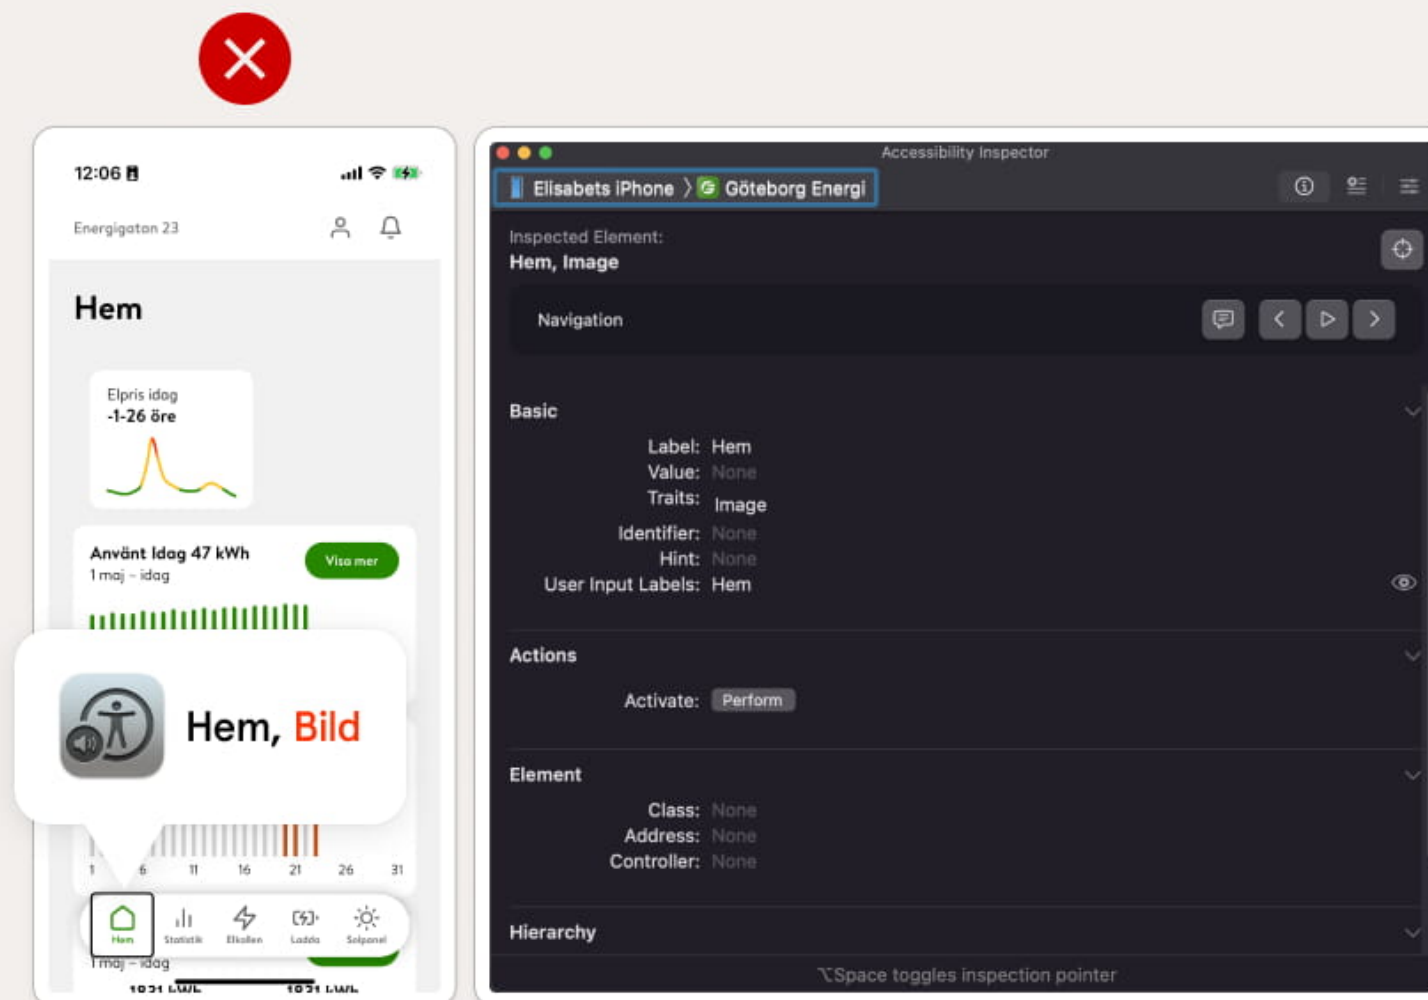 12:06
Energigatan 23
Hem
Elpris idag
-1-26 öre
Använt Idag 47 kWh
1 maj – idag
Visa mer
Hem, Bild
1 6 11 16 21 26 31
Hem Statistik Elkollen Ladda Solpanel
1 maj – idag
Accessibility Inspector
Elisabets iPhone Göteborg Energi
Inspected Element:
Hem, Image
Navigation
Basic
Label: Hem
Value: None
Traits: Image
Identifier: None
Hint: None
User Input Labels: Hem
Actions
Activate: Perform
Element
Class: None
Address: None
Controller: None
Hierarchy
⌥Space toggles inspection pointer